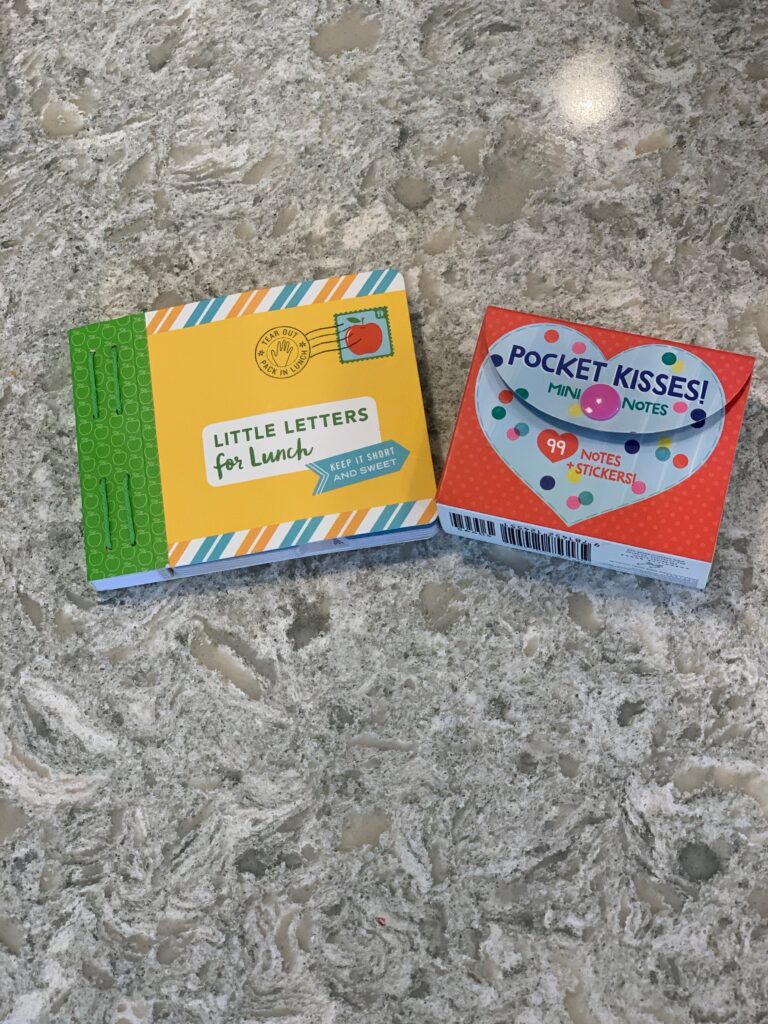 TEAR OUT
PACK IN LUNCH
LITTLE LETTERS
for Lunch
KEEP IT SHORT
AND SWEET
POCKET KISSES!
MINI NOTES
99 NOTES
+STICKERS!